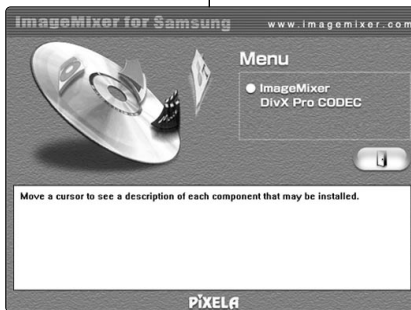 ImageMixer for Samsung
www.imagemixer.com
Menu
ImageMixer
DivX Pro CODEC
Move a cursor to see a description of each component that may be installed.
PIXELA